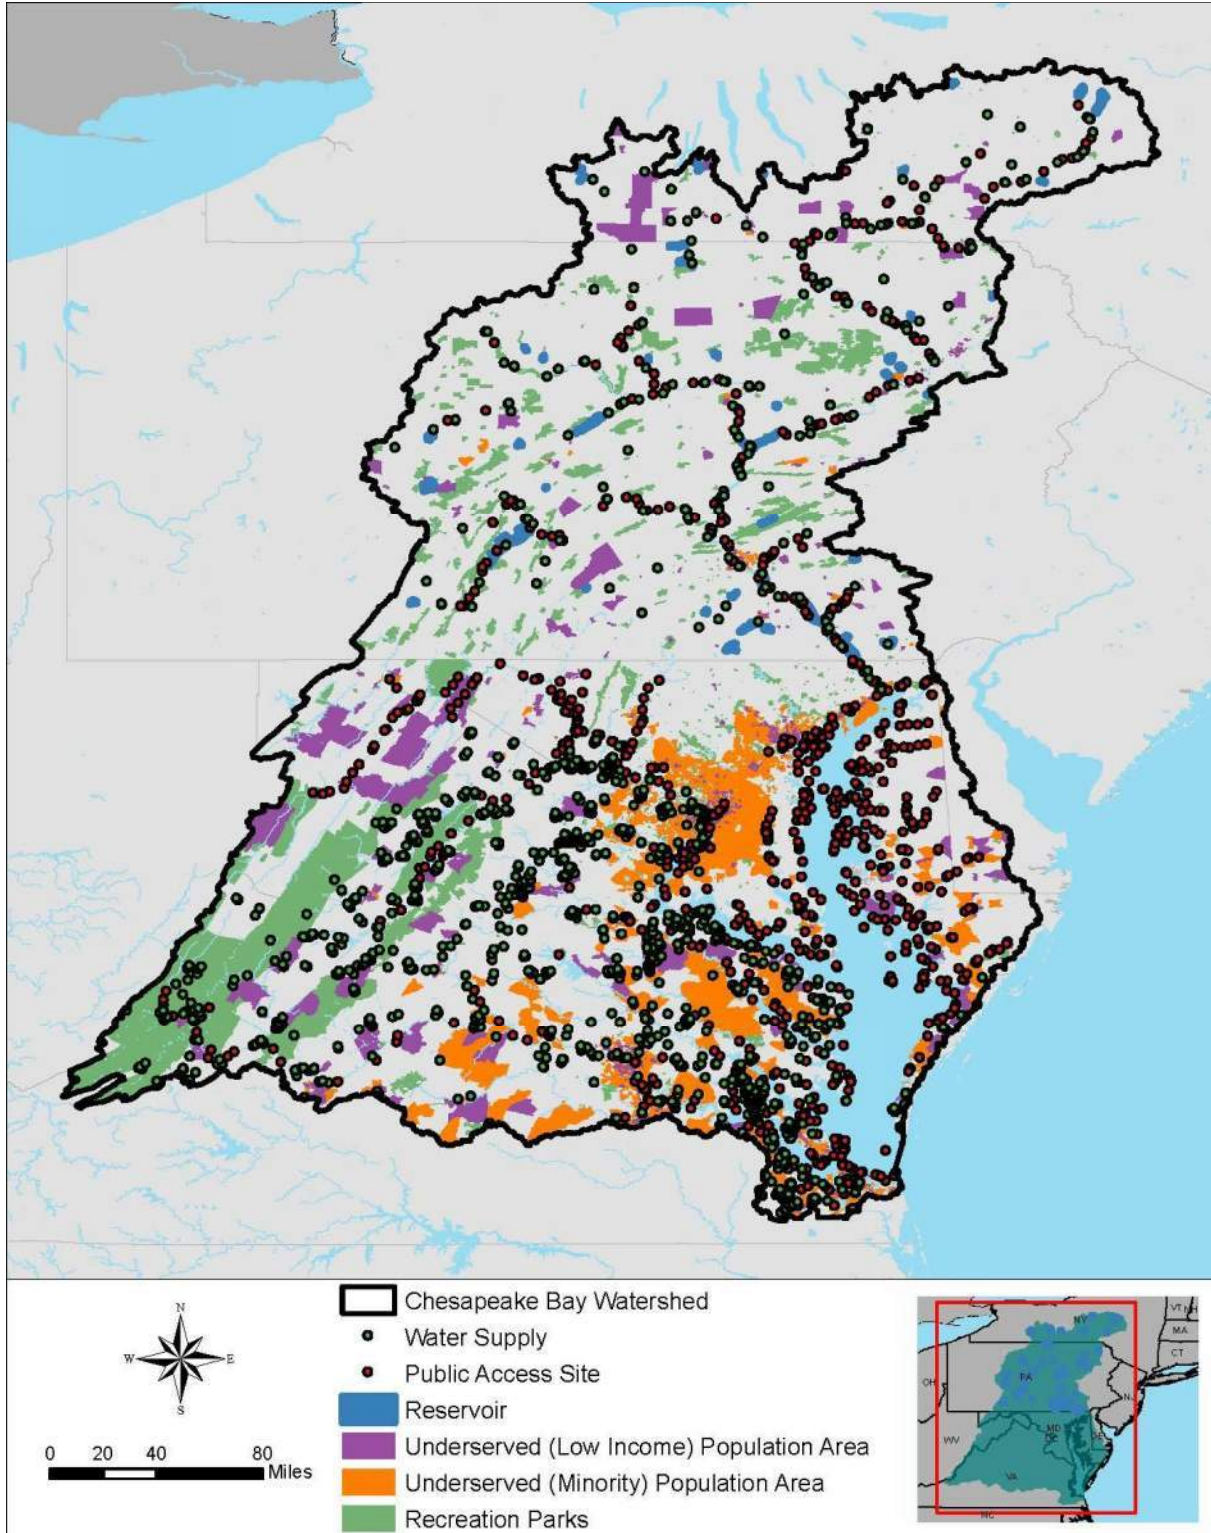 N
W
E
S
0
20
40
80
Miles
Chesapeake Bay Watershed
Water Supply
Public Access Site
Reservoir
Underserved (Low Income) Population Area
Underserved (Minority) Population Area
Recreation Parks
VT
NH
NY
MA
CT
OH
PA
NJ
MD
DE
WV
VA
NC